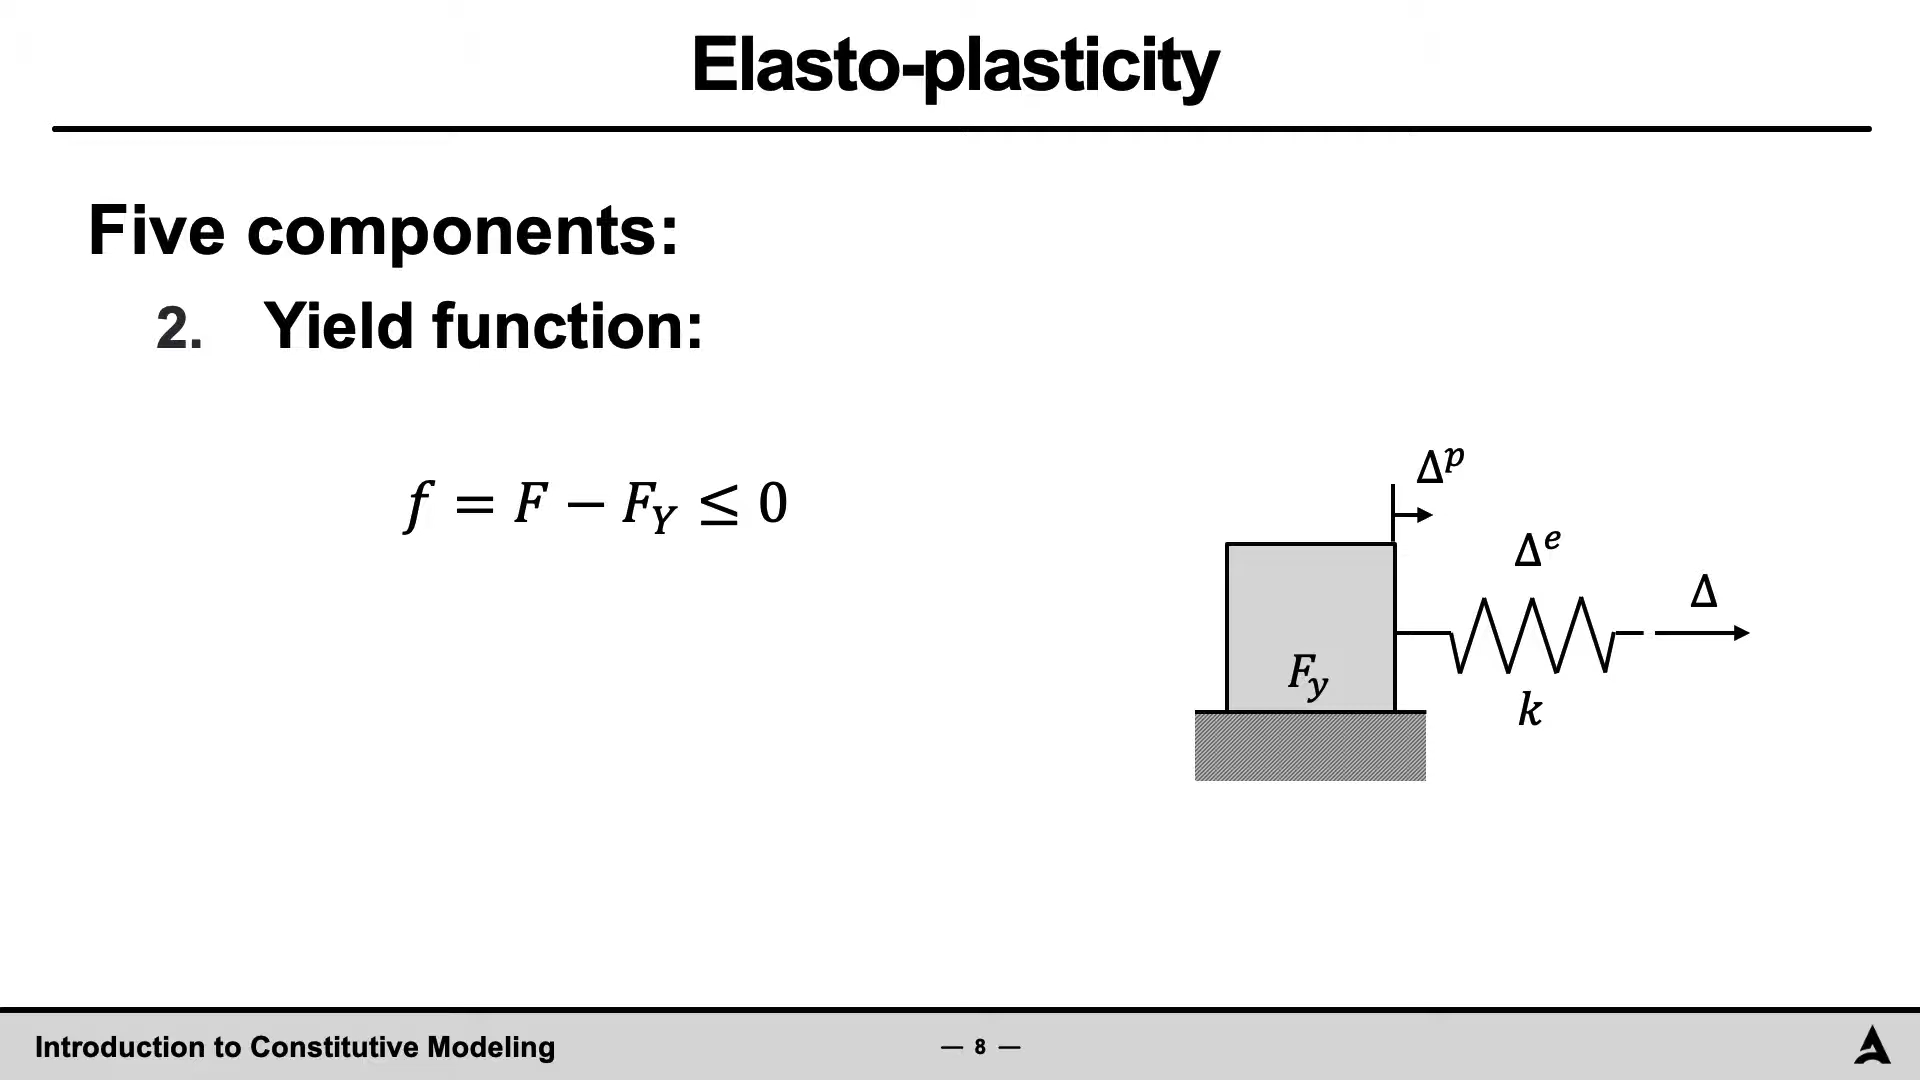 Elasto-plasticity
Five components:
2. Yield function:
f = F − F_Y ≤ 0
Δ^p
Δ^e
Δ
F_y
k
Introduction to Constitutive Modeling
— 8 —